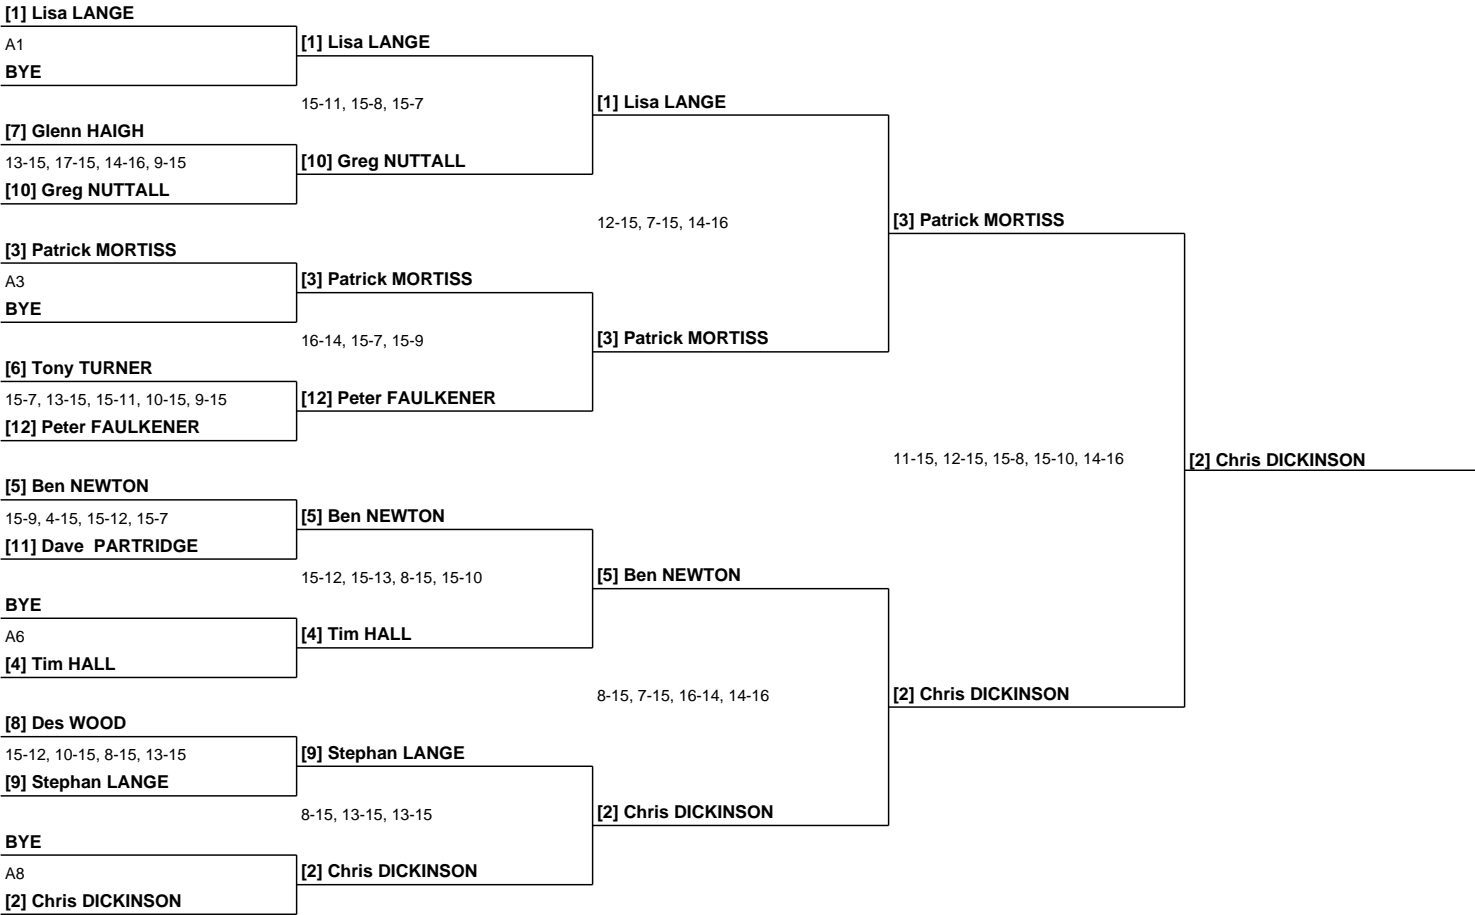 [1] Lisa LANGE
A1
BYE
[7] Glenn HAIGH
13-15, 17-15, 14-16, 9-15
[10] Greg NUTTALL
[3] Patrick MORTISS
A3
BYE
[6] Tony TURNER
15-7, 13-15, 15-11, 10-15, 9-15
[12] Peter FAULKENER
[5] Ben NEWTON
15-9, 4-15, 15-12, 15-7
[11] Dave  PARTRIDGE
BYE
A6
[4] Tim HALL
[8] Des WOOD
15-12, 10-15, 8-15, 13-15
[9] Stephan LANGE
BYE
A8
[2] Chris DICKINSON
[1] Lisa LANGE
15-11, 15-8, 15-7
[10] Greg NUTTALL
[3] Patrick MORTISS
16-14, 15-7, 15-9
[12] Peter FAULKENER
[5] Ben NEWTON
15-12, 15-13, 8-15, 15-10
[4] Tim HALL
[9] Stephan LANGE
8-15, 13-15, 13-15
[2] Chris DICKINSON
[1] Lisa LANGE
12-15, 7-15, 14-16
[3] Patrick MORTISS
[5] Ben NEWTON
8-15, 7-15, 16-14, 14-16
[2] Chris DICKINSON
[3] Patrick MORTISS
11-15, 12-15, 15-8, 15-10, 14-16
[2] Chris DICKINSON
[2] Chris DICKINSON